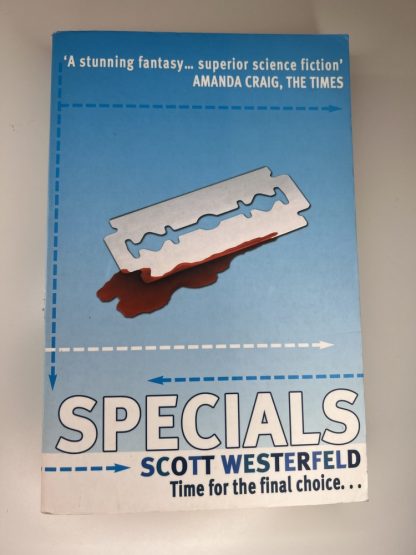 ‘A stunning fantasy... superior science fiction’
AMANDA CRAIG, THE TIMES
SPECIALS
SCOTT WESTERFELD
Time for the final choice...